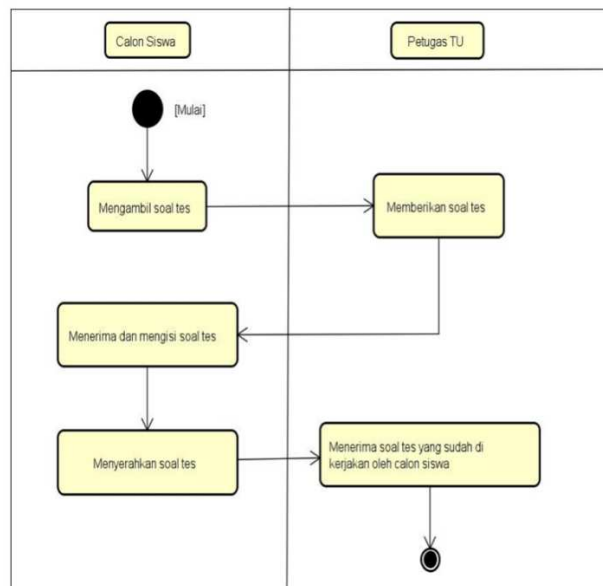 Calon Siswa
Petugas TU
[Mulai]
Mengambil soal tes
Memberikan soal tes
Menerima dan mengisi soal tes
Menyerahkan soal tes
Menerima soal tes yang sudah di
kerjakan oleh calon siswa